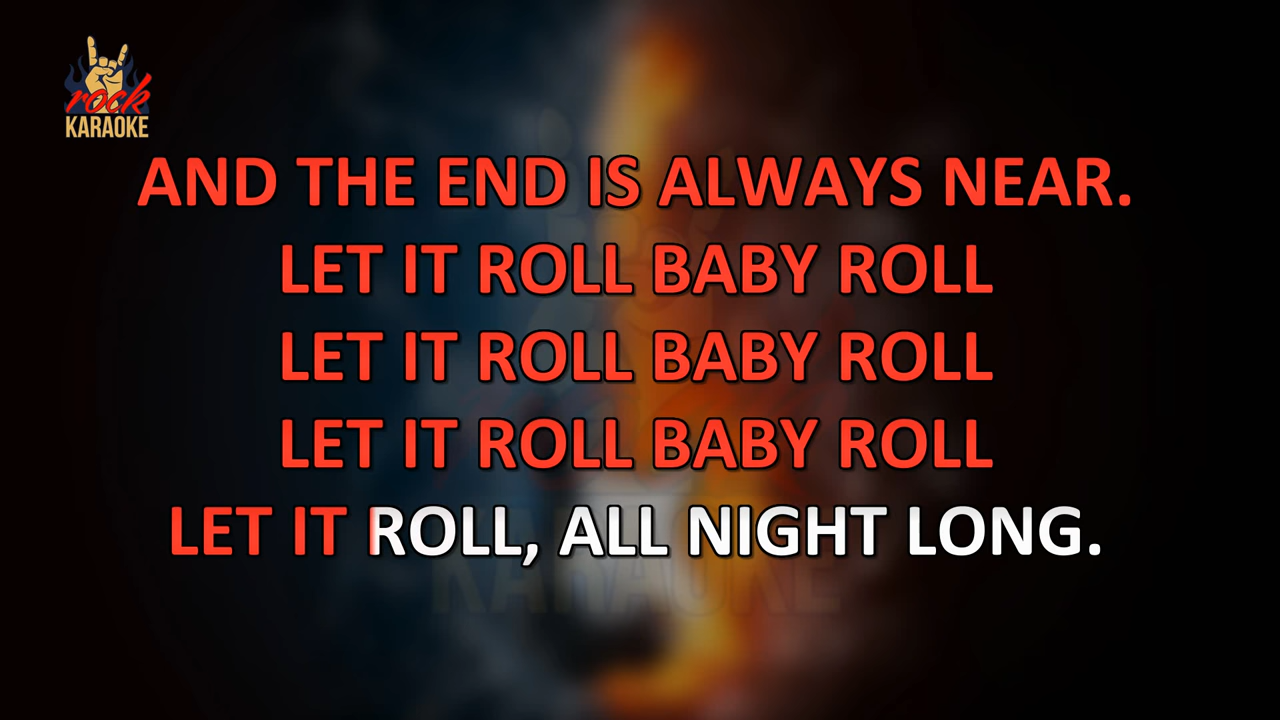 rock
KARAOKE
AND THE END IS ALWAYS NEAR.
LET IT ROLL BABY ROLL
LET IT ROLL BABY ROLL
LET IT ROLL BABY ROLL
LET IT ROLL, ALL NIGHT LONG.
KARAOKE